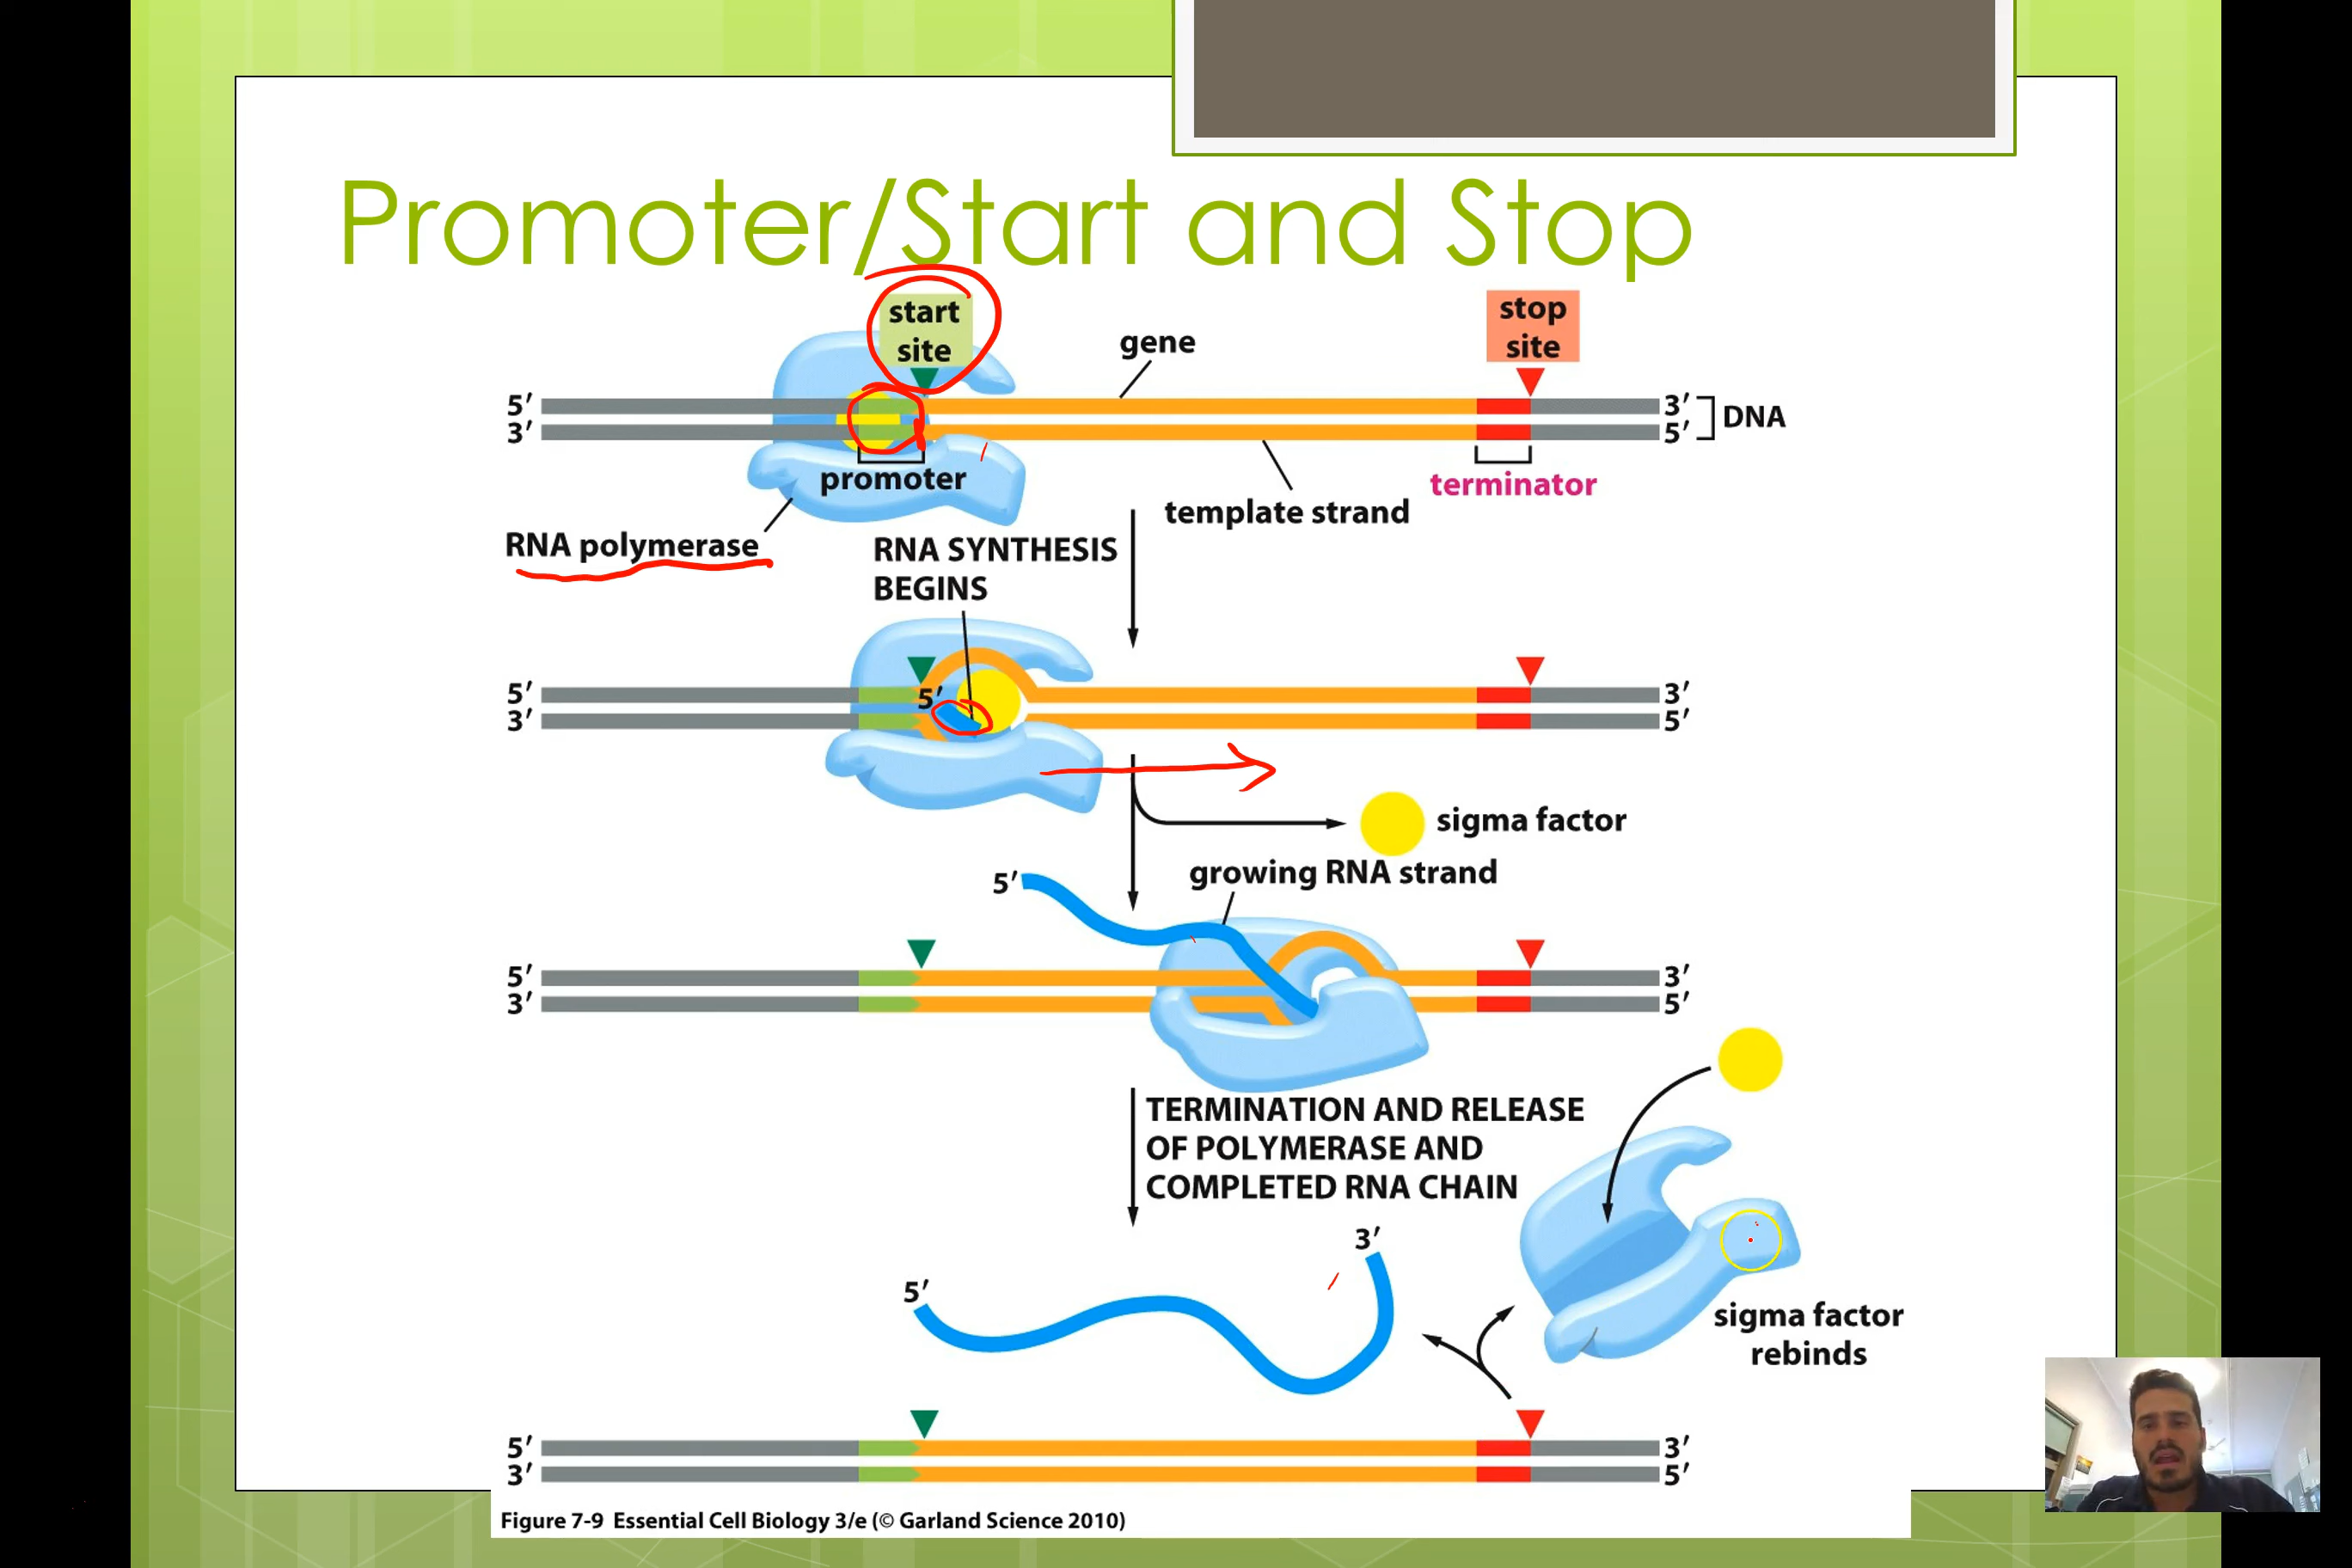 Promoter/Start and Stop
start
site
stop
site
gene
5′
3′
3′
5′
DNA
promoter
terminator
template strand
RNA polymerase
RNA SYNTHESIS
BEGINS
5′
3′
5′
3′
5′
sigma factor
growing RNA strand
5′
5′
3′
3′
5′
TERMINATION AND RELEASE
OF POLYMERASE AND
COMPLETED RNA CHAIN
3′
5′
sigma factor
rebinds
5′
3′
3′
5′
Figure 7-9 Essential Cell Biology 3/e (© Garland Science 2010)